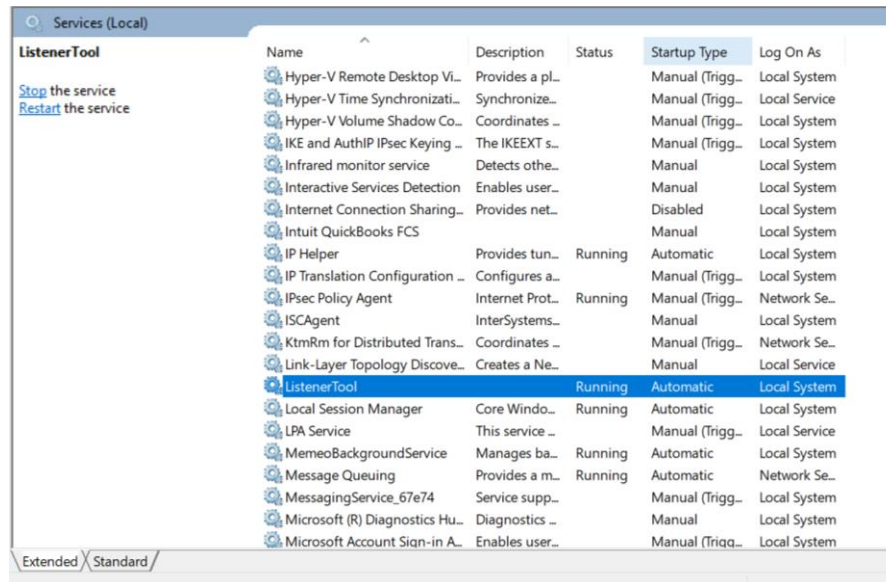 Services (Local)
ListenerTool
Stop the service
Restart the service
Name Description Status Startup Type Log On As
Hyper-V Remote Desktop Vi... Provides a pl... Manual (Trigg... Local System
Hyper-V Time Synchronizati... Synchronize... Manual (Trigg... Local Service
Hyper-V Volume Shadow Co... Coordinates ... Manual (Trigg... Local System
IKE and AuthIP IPsec Keying ... The IKEEXT s... Manual (Trigg... Local System
Infrared monitor service Detects othe... Manual Local System
Interactive Services Detection Enables user... Manual Local System
Internet Connection Sharing... Provides net... Disabled Local System
Intuit QuickBooks FCS Manual Local System
IP Helper Provides tun... Running Automatic Local System
IP Translation Configuration ... Configures a... Manual (Trigg... Local System
IPsec Policy Agent Internet Prot... Running Manual (Trigg... Network Se...
ISCAgent InterSystems... Manual Local System
KtmRm for Distributed Trans... Coordinates ... Manual (Trigg... Network Se...
Link-Layer Topology Discove... Creates a Ne... Manual Local Service
ListenerTool Running Automatic Local System
Local Session Manager Core Windo... Running Automatic Local System
LPA Service This service ... Manual (Trigg... Local Service
MemeoBackgroundService Manages ba... Running Automatic Local System
Message Queuing Provides a m... Running Automatic Network Se...
MessagingService_67e74 Service supp... Manual (Trigg... Local System
Microsoft (R) Diagnostics Hu... Diagnostics ... Manual Local System
Microsoft Account Sign-in A... Enables user... Manual (Trigg... Local System
Extended Standard